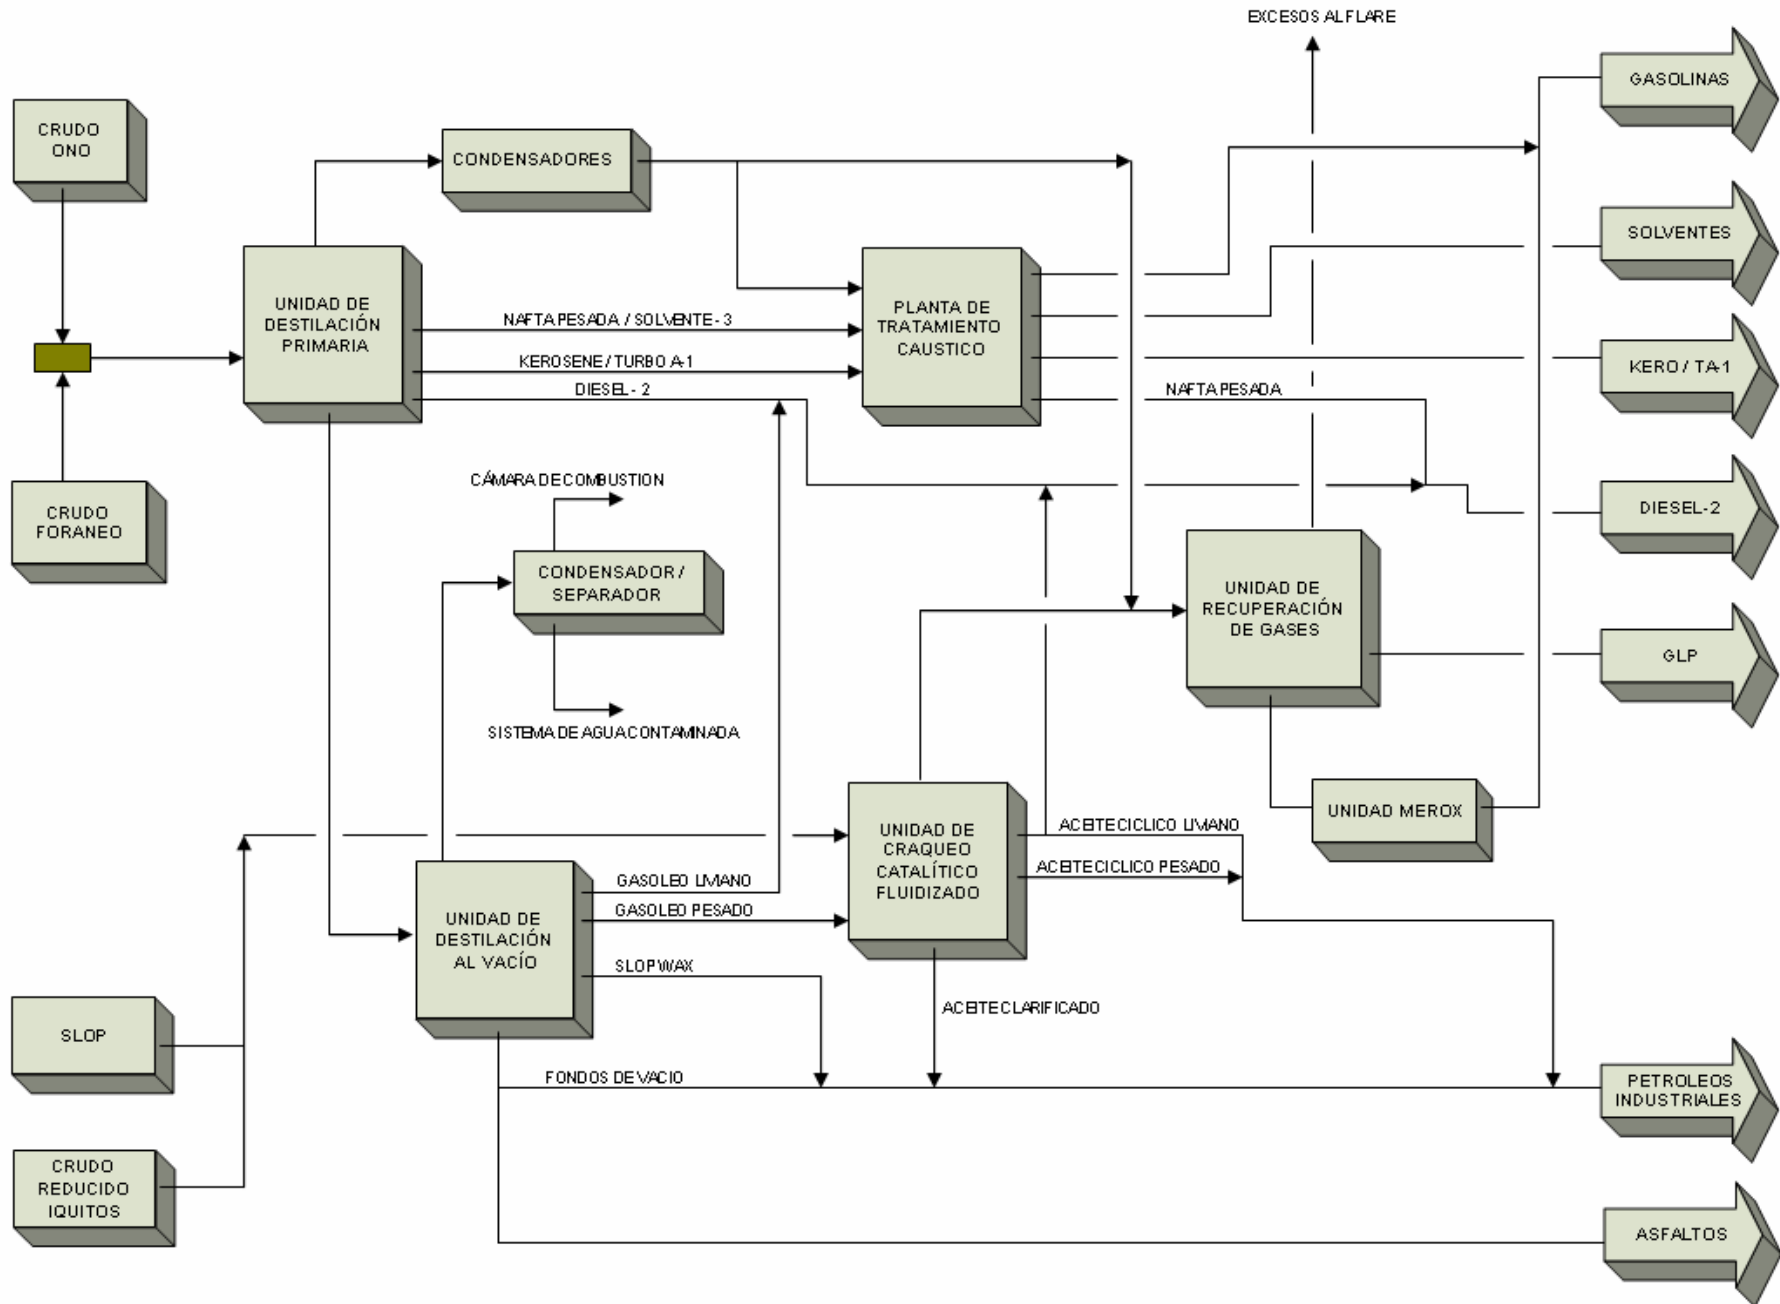 EXCESOS AL FLARE
GASOLINAS
CRUDO
ONO
CONDENSADORES
SOLVENTES
UNIDAD DE
DESTILACIÓN
PRIMARIA
NAFTA PESADA / SOLVENTE - 3
KEROSENE / TURBO A-1
DIESEL - 2
PLANTA DE
TRATAMIENTO
CAUSTICO
NAFTA PESADA
KERO / TA-1
CRUDO
FORANEO
CÁMARA DE COMBUSTION
CONDENSADOR /
SEPARADOR
SISTEMA DE AGUA CONTAMINADA
DIESEL-2
UNIDAD DE
RECUPERACIÓN
DE GASES
GLP
UNIDAD MEROX
UNIDAD DE
CRAQUEO
CATALÍTICO
FLUIDIZADO
ACEITE CICLICO LIVIANO
ACEITE CICLICO PESADO
ACEITE CLARIFICADO
UNIDAD DE
DESTILACIÓN
AL VACÍO
GASOLEO LIVIANO
GASOLEO PESADO
SLOP WAX
FONDOS DE VACIO
SLOP
CRUDO
REDUCIDO
IQUITOS
PETROLEOS
INDUSTRIALES
ASFALTOS